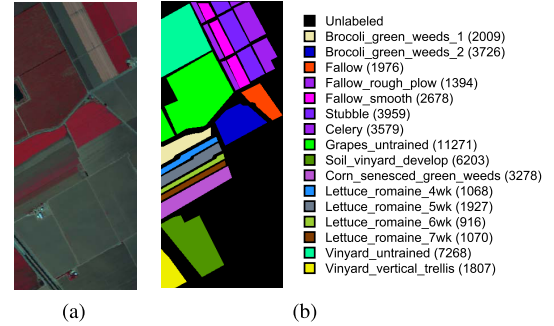 Unlabeled
Brocoli_green_weeds_1 (2009)
Brocoli_green_weeds_2 (3726)
Fallow (1976)
Fallow_rough_plow (1394)
Fallow_smooth (2678)
Stubble (3959)
Celery (3579)
Grapes_untrained (11271)
Soil_vinyard_develop (6203)
Corn_senesced_green_weeds (3278)
Lettuce_romaine_4wk (1068)
Lettuce_romaine_5wk (1927)
Lettuce_romaine_6wk (916)
Lettuce_romaine_7wk (1070)
Vinyard_untrained (7268)
Vinyard_vertical_trellis (1807)
(a) (b)